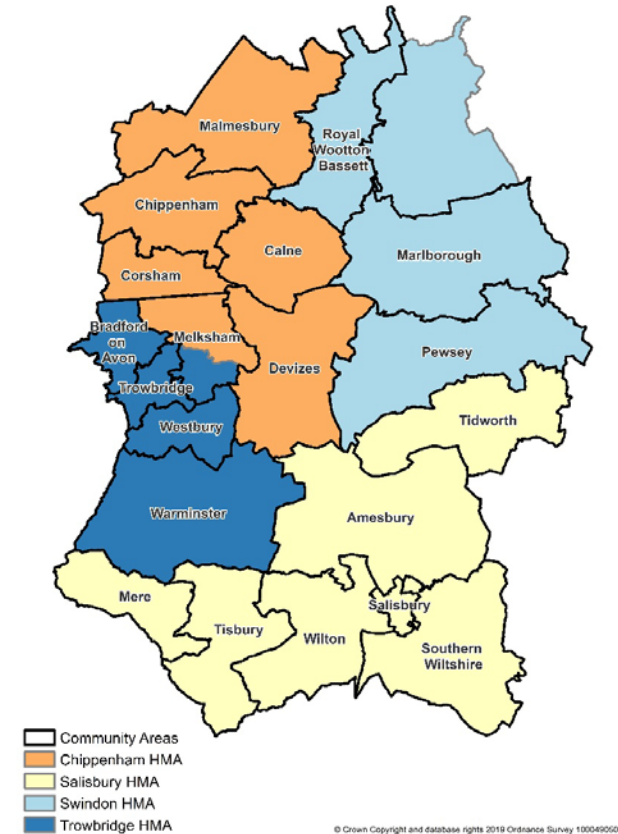 Malmesbury
Royal
Wootton
Bassett
Chippenham
Calne
Marlborough
Corsham
Bradford
on
Avon
Melksham
Pewsey
Devizes
Trowbridge
Tidworth
Westbury
Warminster
Amesbury
Mere
Salisbury
Tisbury
Wilton
Southern
Wiltshire
Community Areas
Chippenham HMA
Salisbury HMA
Swindon HMA
Trowbridge HMA
© Crown Copyright and database rights 2019 Ordnance Survey 100049050